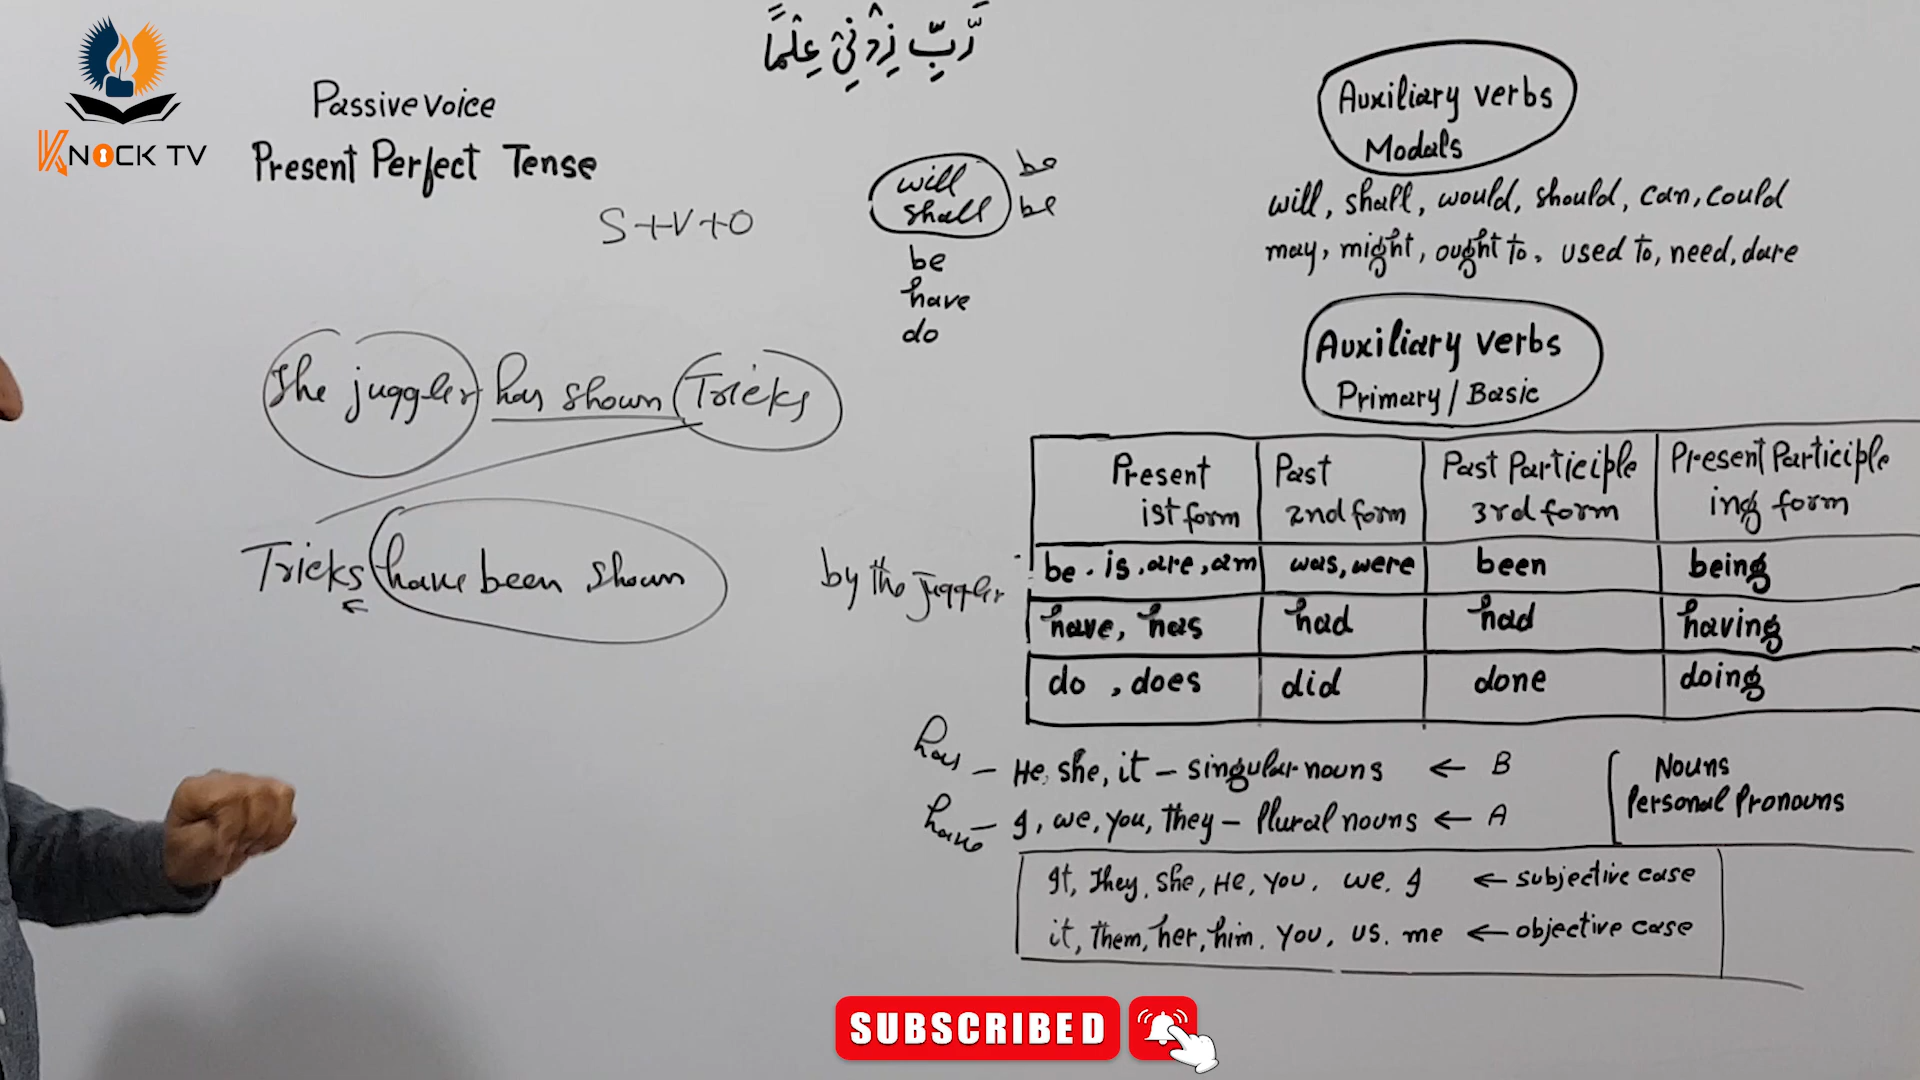 رَّبِّ زِدْنِيْ عِلْمًا
KNOCK TV
Passive voice
Present Perfect Tense
S+V+O
The juggler has shown Tricks
Tricks have been shown by the juggler
will be
shall be
be
have
do
Auxiliary verbs
Modals
will, shall, would, should, can, could
may, might, ought to, used to, need, dare
Auxiliary verbs
Primary / Basic
Present Past Past Participle Present Participle
1st form 2nd form 3rd form ing form
be . is . are , am was, were been being
have, has had had having
do , does did done doing
has – He, she, it – singular nouns ← B
have – I, we, you, they – Plural nouns ← A
Nouns
Personal Pronouns
It, They, she, He, you, we, I ← subjective case
it, them, her, him, you, us, me ← objective case
SUBSCRIBED